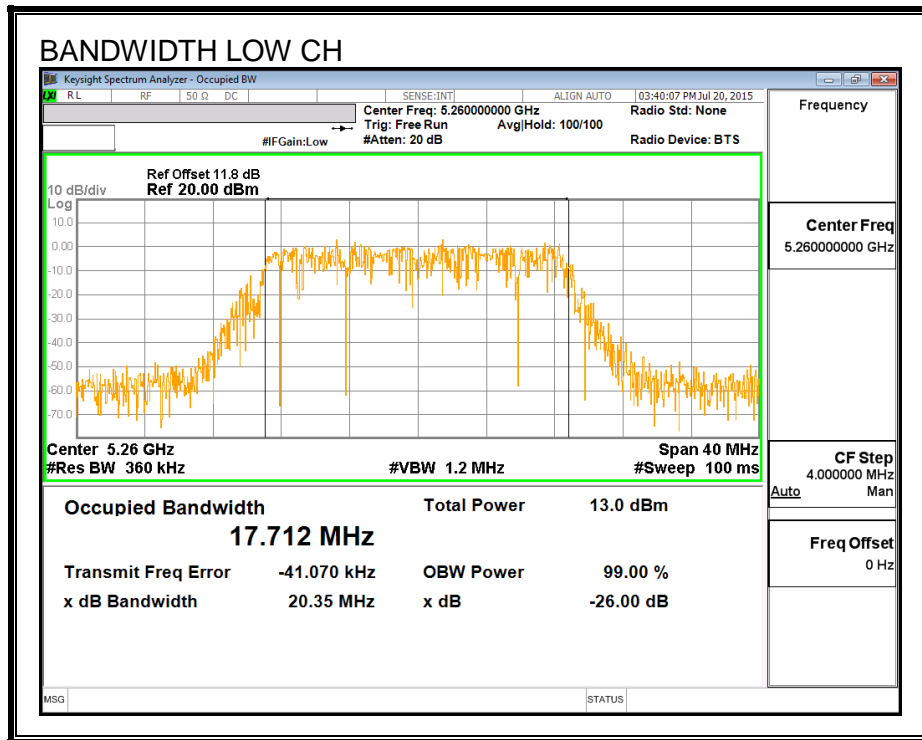 BANDWIDTH LOW CH
Keysight Spectrum Analyzer - Occupied BW
LXI RL RF 50 Ω DC SENSE:INT ALIGN AUTO 03:40:07 PM Jul 20, 2015
Center Freq: 5.260000000 GHz Radio Std: None
Trig: Free Run Avg|Hold: 100/100
#IFGain:Low #Atten: 20 dB Radio Device: BTS
Frequency
Ref Offset 11.8 dB
10 dB/div Ref 20.00 dBm
Log
10.0
0.00
-10.0
-20.0
-30.0
-40.0
-50.0
-60.0
-70.0
Center 5.26 GHz Span 40 MHz
#Res BW 360 kHz #VBW 1.2 MHz #Sweep 100 ms
Center Freq
5.260000000 GHz
CF Step
4.000000 MHz
Auto Man
Freq Offset
0 Hz
Occupied Bandwidth Total Power 13.0 dBm
17.712 MHz
Transmit Freq Error -41.070 kHz OBW Power 99.00 %
x dB Bandwidth 20.35 MHz x dB -26.00 dB
MSG STATUS